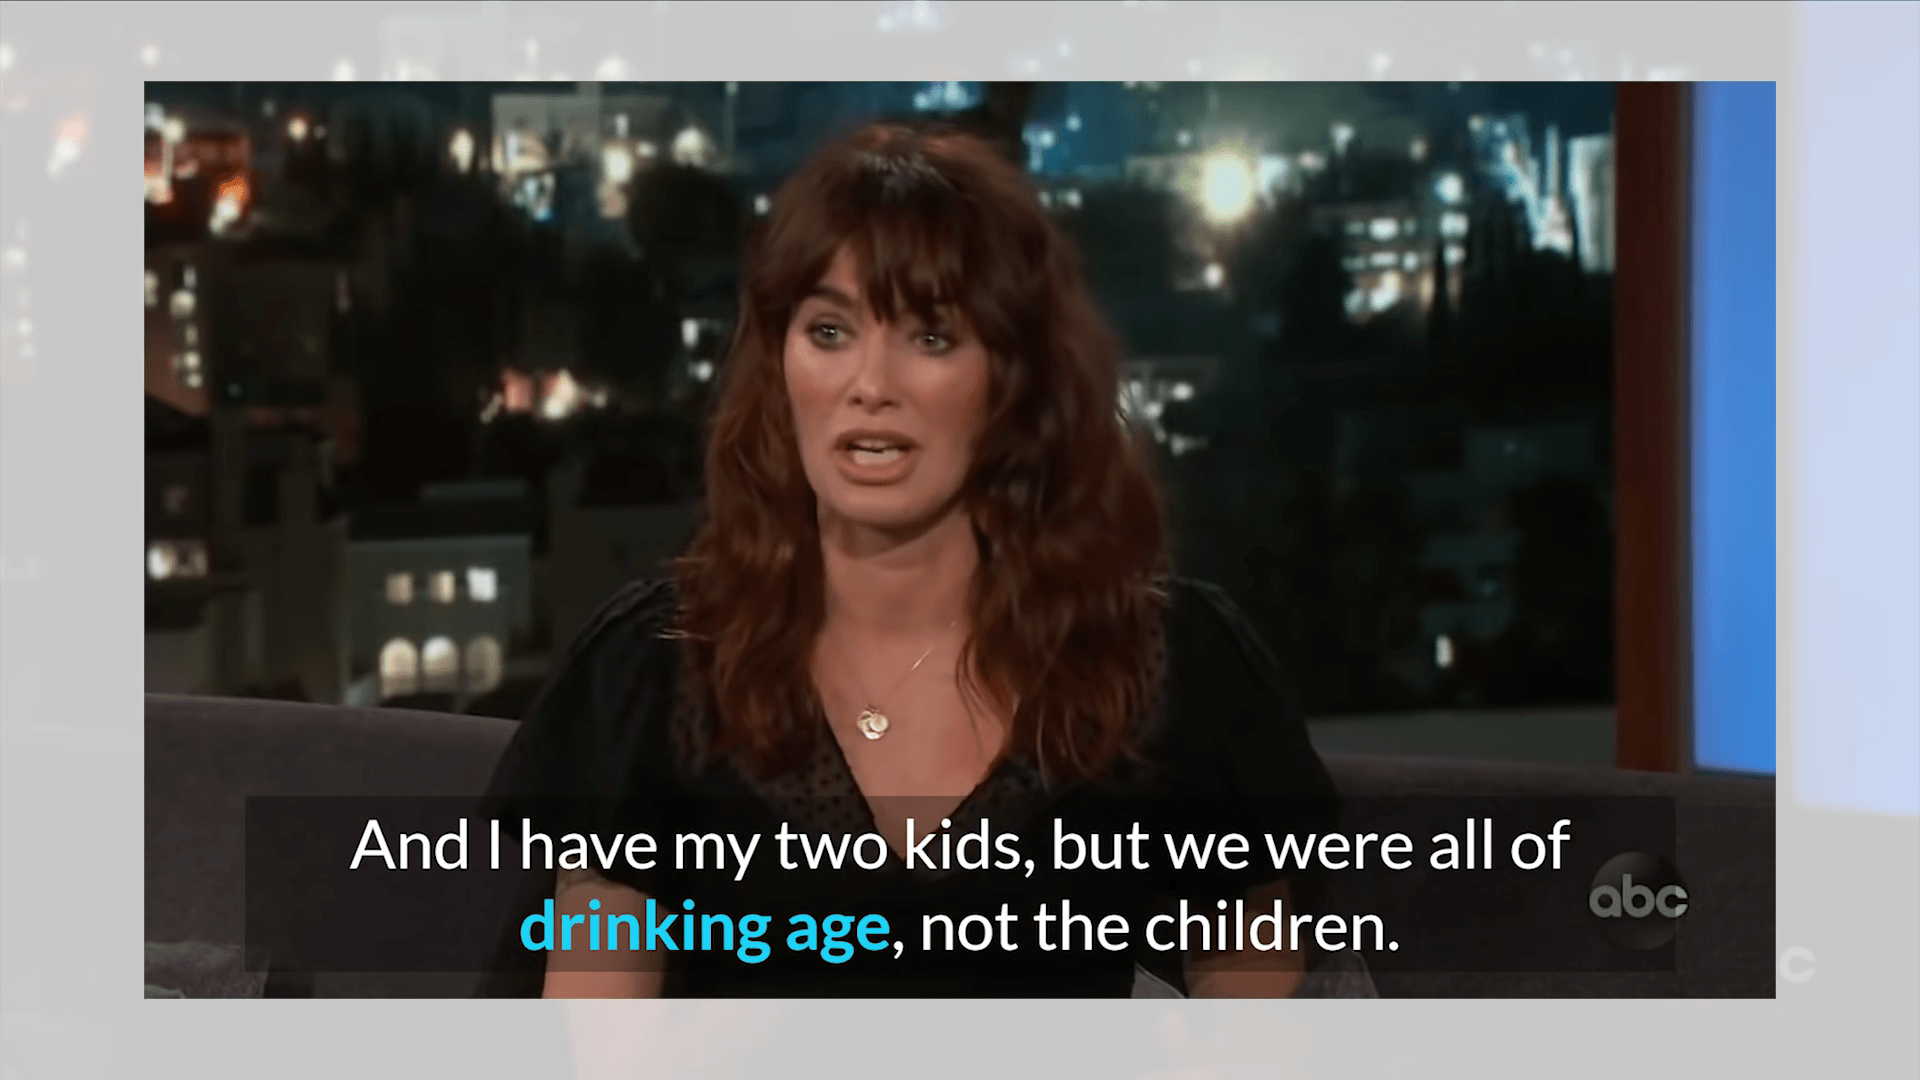 And I have my two kids, but we were all of
drinking age, not the children.
abc
c